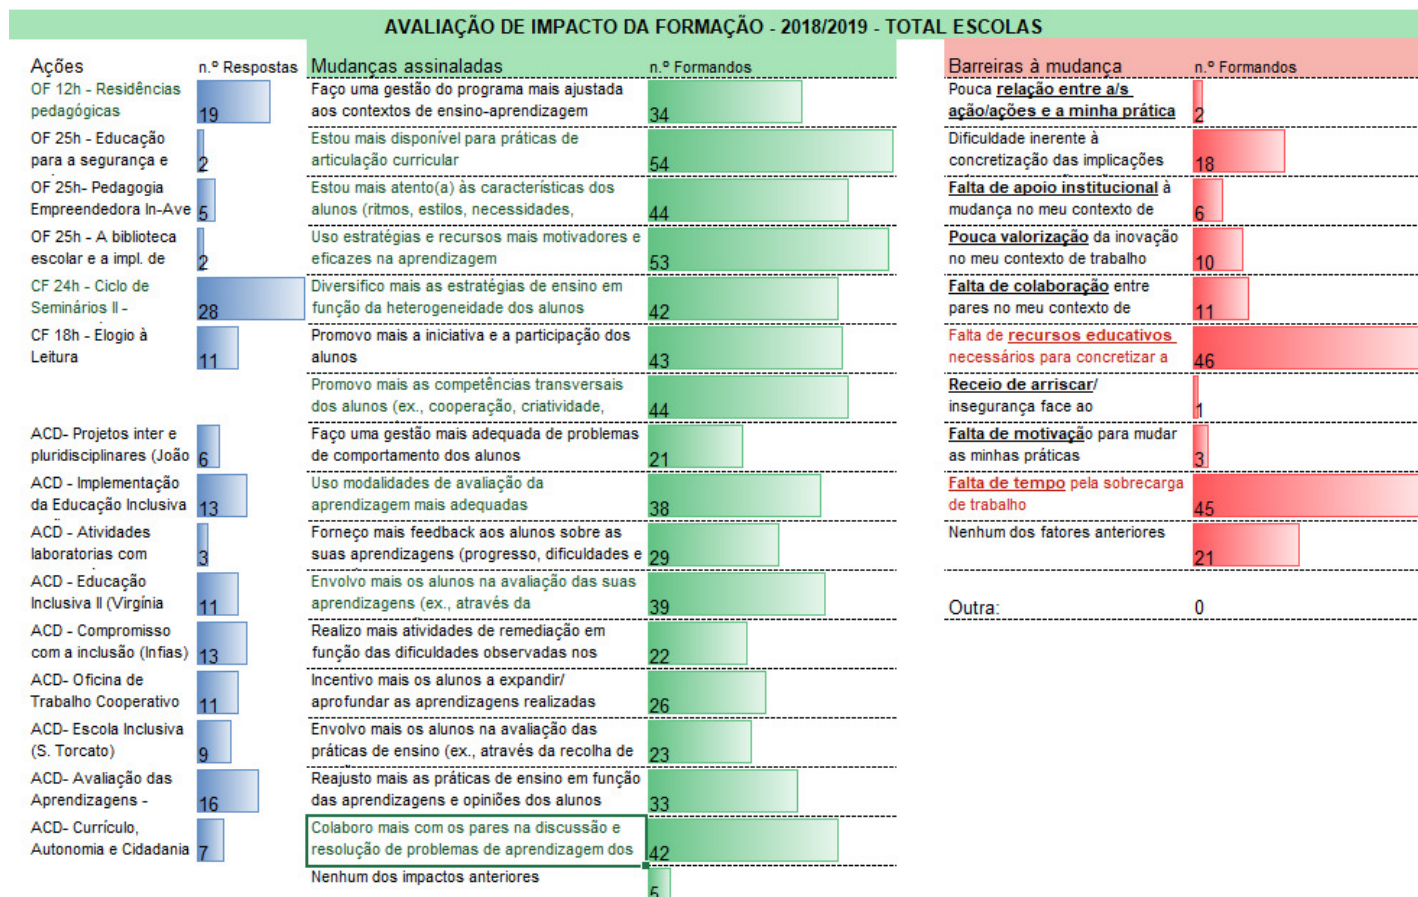 AVALIAÇÃO DE IMPACTO DA FORMAÇÃO - 2018/2019 - TOTAL ESCOLAS
Ações
n.º Respostas
OF 12h - Residências
pedagógicas
19
OF 25h - Educação
para a segurança e
2
OF 25h- Pedagogia
Empreendedora In-Ave
5
OF 25h - A biblioteca
escolar e a impl. de
2
CF 24h - Ciclo de
Seminários II -
28
CF 18h - Elogio à
Leitura
11
ACD- Projetos inter e
pluridisciplinares (João
6
ACD - Implementação
da Educação Inclusiva
13
ACD - Atividades
laboratorias com
3
ACD - Educação
Inclusiva II (Virgínia
11
ACD - Compromisso
com a inclusão (Infias)
13
ACD- Oficina de
Trabalho Cooperativo
11
ACD- Escola Inclusiva
(S. Torcato)
9
ACD- Avaliação das
Aprendizagens -
16
ACD- Currículo,
Autonomia e Cidadania
7
Mudanças assinaladas
n.º Formandos
Faço uma gestão do programa mais ajustada
aos contextos de ensino-aprendizagem
34
Estou mais disponível para práticas de
articulação curricular
54
Estou mais atento(a) às características dos
alunos (ritmos, estilos, necessidades,
44
Uso estratégias e recursos mais motivadores e
eficazes na aprendizagem
53
Diversifico mais as estratégias de ensino em
função da heterogeneidade dos alunos
42
Promovo mais a iniciativa e a participação dos
alunos
43
Promovo mais as competências transversais
dos alunos (ex., cooperação, criatividade,
44
Faço uma gestão mais adequada de problemas
de comportamento dos alunos
21
Uso modalidades de avaliação da
aprendizagem mais adequadas
38
Forneço mais feedback aos alunos sobre as
suas aprendizagens (progresso, dificuldades e
29
Envolvo mais os alunos na avaliação das suas
aprendizagens (ex., através da
39
Realizo mais atividades de remediação em
função das dificuldades observadas nos
22
Incentivo mais os alunos a expandir/
aprofundar as aprendizagens realizadas
26
Envolvo mais os alunos na avaliação das
práticas de ensino (ex., através da recolha de
23
Reajusto mais as práticas de ensino em função
das aprendizagens e opiniões dos alunos
33
Colaboro mais com os pares na discussão e
resolução de problemas de aprendizagem dos
42
Nenhum dos impactos anteriores
5
Barreiras à mudança
n.º Formandos
Pouca relação entre a/s
ação/ações e a minha prática
2
Dificuldade inerente à
concretização das implicações
18
Falta de apoio institucional à
mudança no meu contexto de
6
Pouca valorização da inovação
no meu contexto de trabalho
10
Falta de colaboração entre
pares no meu contexto de
11
Falta de recursos educativos
necessários para concretizar a
46
Receio de arriscar/
insegurança face ao
1
Falta de motivação para mudar
as minhas práticas
3
Falta de tempo pela sobrecarga
de trabalho
45
Nenhum dos fatores anteriores
21
Outra:
0